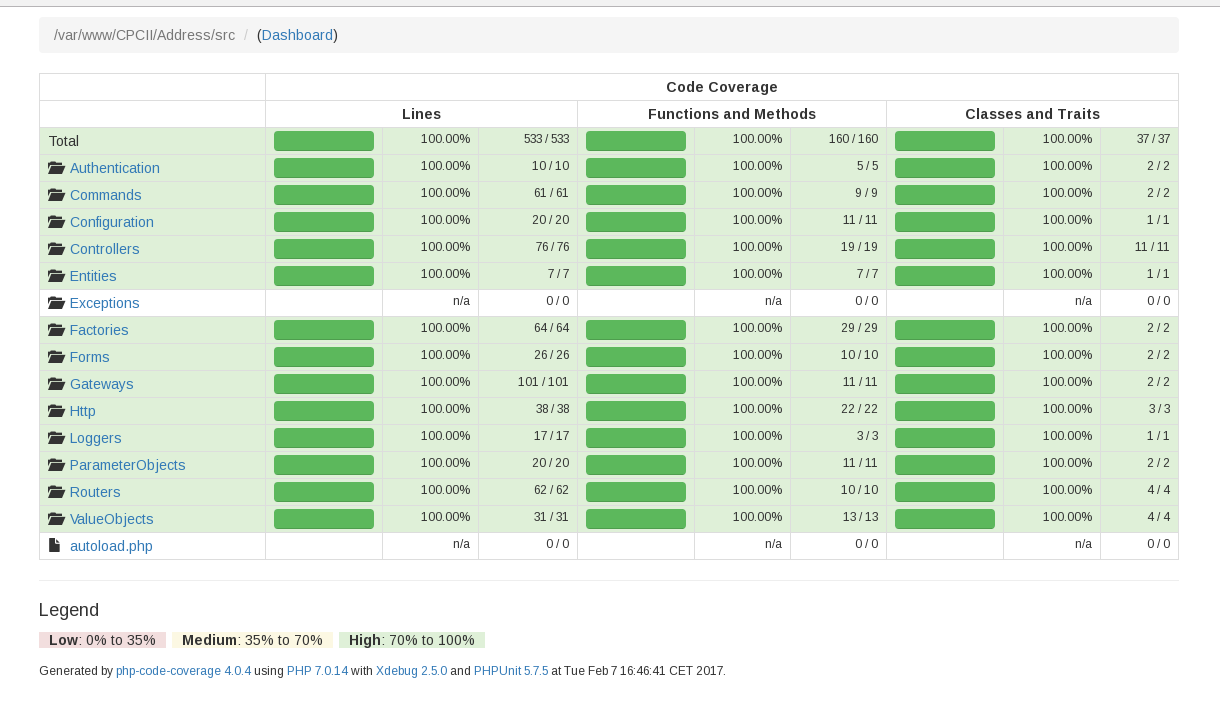 /var/www/CPCII/Address/src / (Dashboard)
Code Coverage
Lines Functions and Methods Classes and Traits
Total 100.00% 533 / 533 100.00% 160 / 160 100.00% 37 / 37
Authentication 100.00% 10 / 10 100.00% 5 / 5 100.00% 2 / 2
Commands 100.00% 61 / 61 100.00% 9 / 9 100.00% 2 / 2
Configuration 100.00% 20 / 20 100.00% 11 / 11 100.00% 1 / 1
Controllers 100.00% 76 / 76 100.00% 19 / 19 100.00% 11 / 11
Entities 100.00% 7 / 7 100.00% 7 / 7 100.00% 1 / 1
Exceptions n/a 0 / 0 n/a 0 / 0 n/a 0 / 0
Factories 100.00% 64 / 64 100.00% 29 / 29 100.00% 2 / 2
Forms 100.00% 26 / 26 100.00% 10 / 10 100.00% 2 / 2
Gateways 100.00% 101 / 101 100.00% 11 / 11 100.00% 2 / 2
Http 100.00% 38 / 38 100.00% 22 / 22 100.00% 3 / 3
Loggers 100.00% 17 / 17 100.00% 3 / 3 100.00% 1 / 1
ParameterObjects 100.00% 20 / 20 100.00% 11 / 11 100.00% 2 / 2
Routers 100.00% 62 / 62 100.00% 10 / 10 100.00% 4 / 4
ValueObjects 100.00% 31 / 31 100.00% 13 / 13 100.00% 4 / 4
autoload.php n/a 0 / 0 n/a 0 / 0 n/a 0 / 0
Legend
Low: 0% to 35% Medium: 35% to 70% High: 70% to 100%
Generated by php-code-coverage 4.0.4 using PHP 7.0.14 with Xdebug 2.5.0 and PHPUnit 5.7.5 at Tue Feb 7 16:46:41 CET 2017.